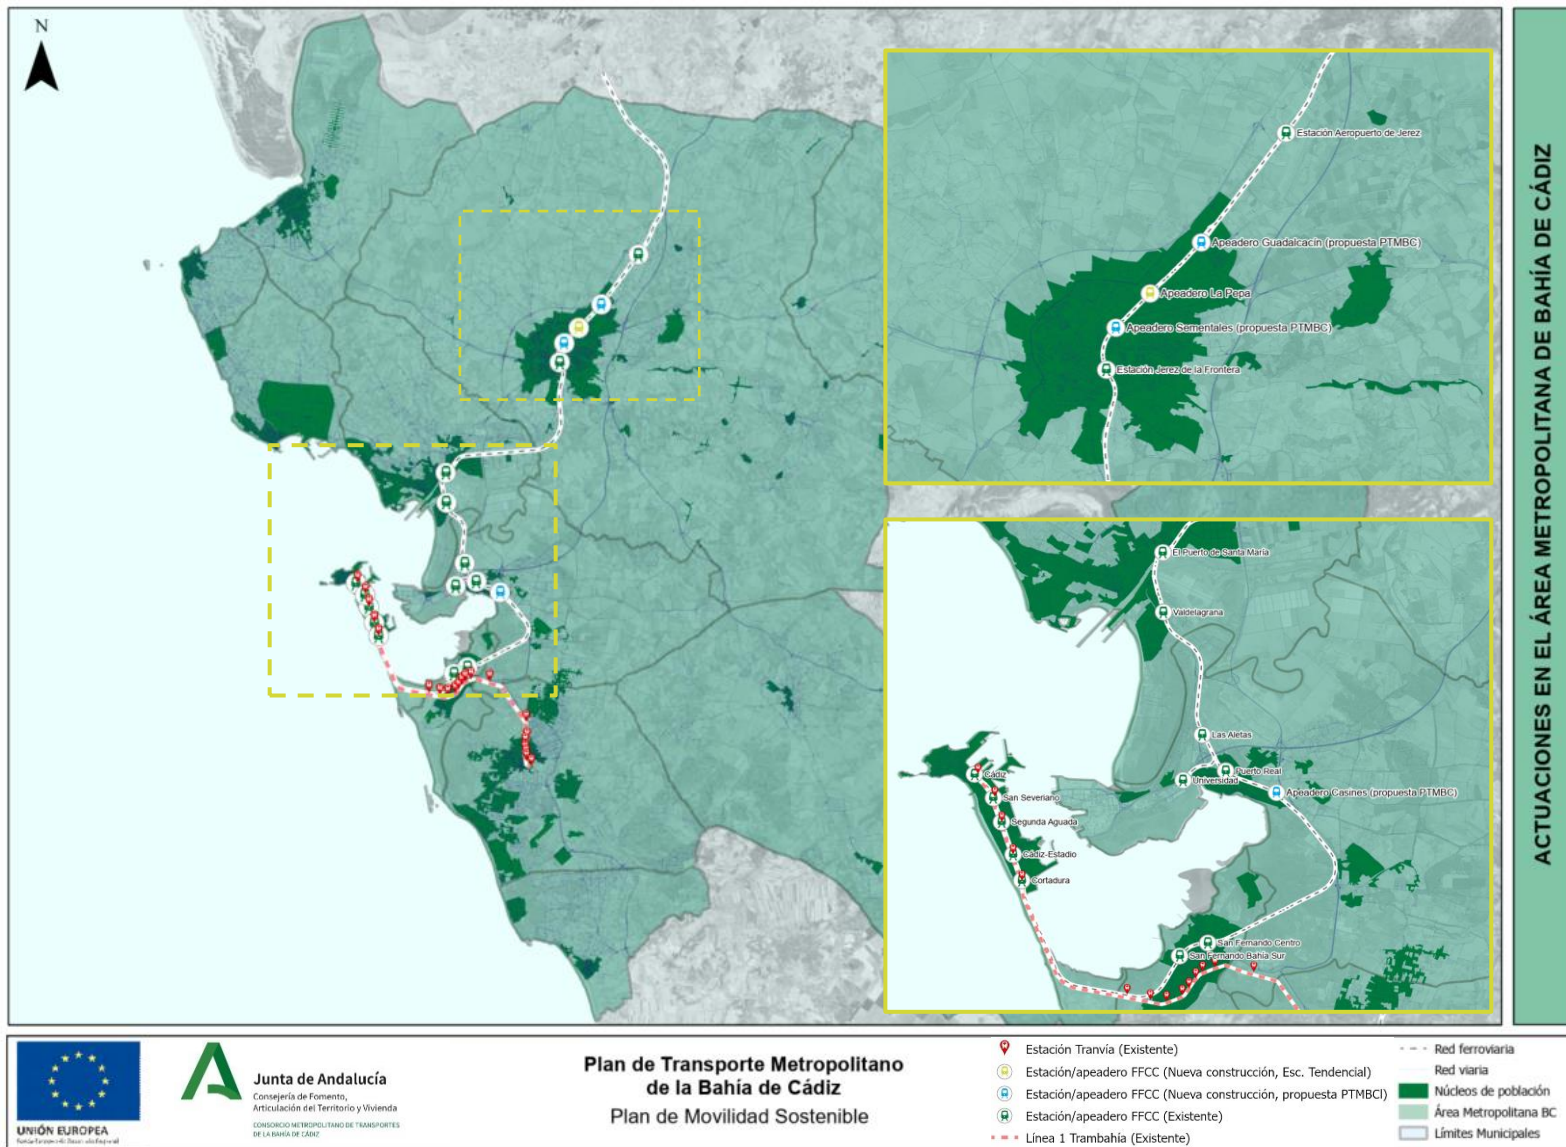 N
Estación Aeropuerto de Jerez
Apeadero Guadalcacín (propuesta PTMBC)
Apeadero La Pepa
Apeadero Sementales (propuesta PTMBC)
Estación Jerez de la Frontera
El Puerto de Santa María
Valdelagrana
Las Aletas
Puerto Real
Universidad
Apeadero Casines (propuesta PTMBC)
Cádiz
San Severiano
Segunda Aguada
Cádiz-Estadio
Cortadura
San Fernando Centro
San Fernando Bahía Sur
ACTUACIONES EN EL ÁREA METROPOLITANA DE BAHÍA DE CÁDIZ
UNIÓN EUROPEA
Fondo Europeo de Desarrollo Regional
Junta de Andalucía
Consejería de Fomento,
Articulación del Territorio y Vivienda
CONSORCIO METROPOLITANO DE TRANSPORTES
DE LA BAHÍA DE CÁDIZ
Plan de Transporte Metropolitano
de la Bahía de Cádiz
Plan de Movilidad Sostenible
Estación Tranvía (Existente)
Estación/apeadero FFCC (Nueva construcción, Esc. Tendencial)
Estación/apeadero FFCC (Nueva construcción, propuesta PTMBCI)
Estación/apeadero FFCC (Existente)
Línea 1 Trambahía (Existente)
Red ferroviaria
Red viaria
Núcleos de población
Área Metropolitana BC
Límites Municipales